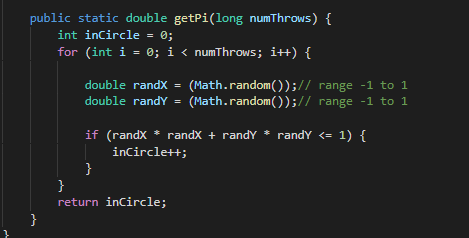 public static double getPi(long numThrows) {
int inCircle = 0;
for (int i = 0; i < numThrows; i++) {
double randX = (Math.random());// range -1 to 1
double randY = (Math.random());// range -1 to 1
if (randX * randX + randY * randY <= 1) {
inCircle++;
}
}
return inCircle;
}
}